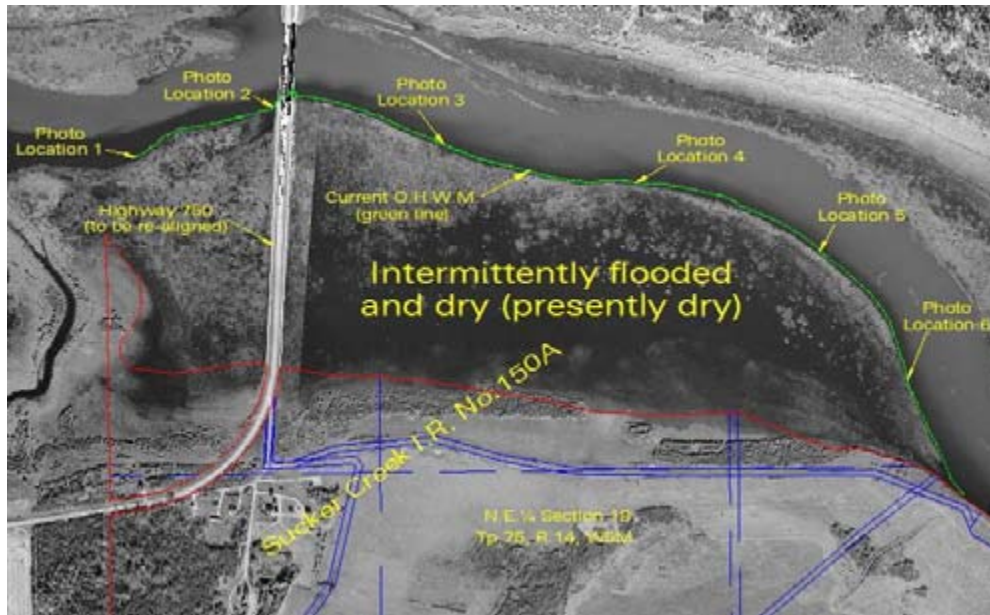 Photo
Location 1
Photo
Location 2
Photo
Location 3
Photo
Location 4
Photo
Location 5
Photo
Location 6
Highway 750
(to be re-aligned)
Current O.H.W.M
(green line)
Intermittently flooded
and dry (presently dry)
Sucker Creek I.R. No.150A
N.E.¼ Section 19
Tp 75, R 14, W5M